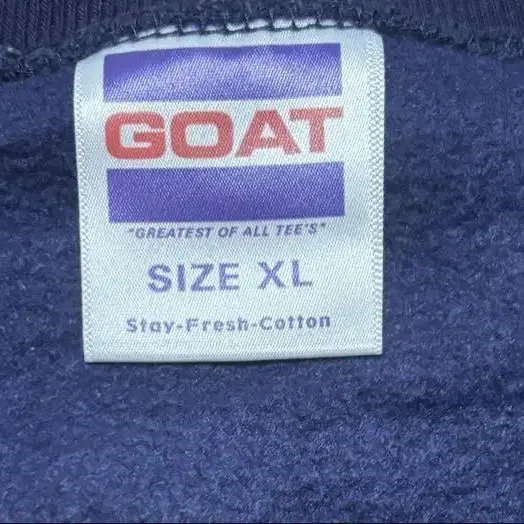 GOAT
"GREATEST OF ALL TEE'S"
SIZE XL
Stay-Fresh-Cotton